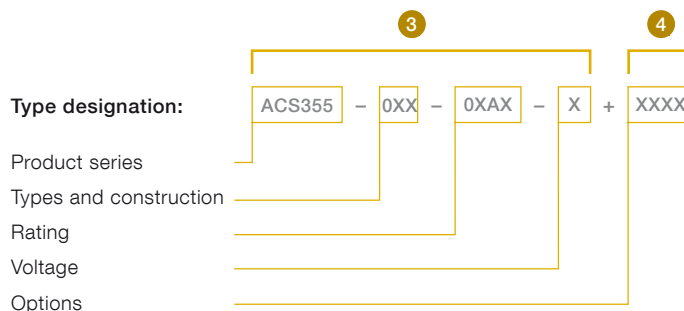 3 4
Type designation: ACS355 – 0XX – 0XAX – X + XXXX
Product series
Types and construction
Rating
Voltage
Options